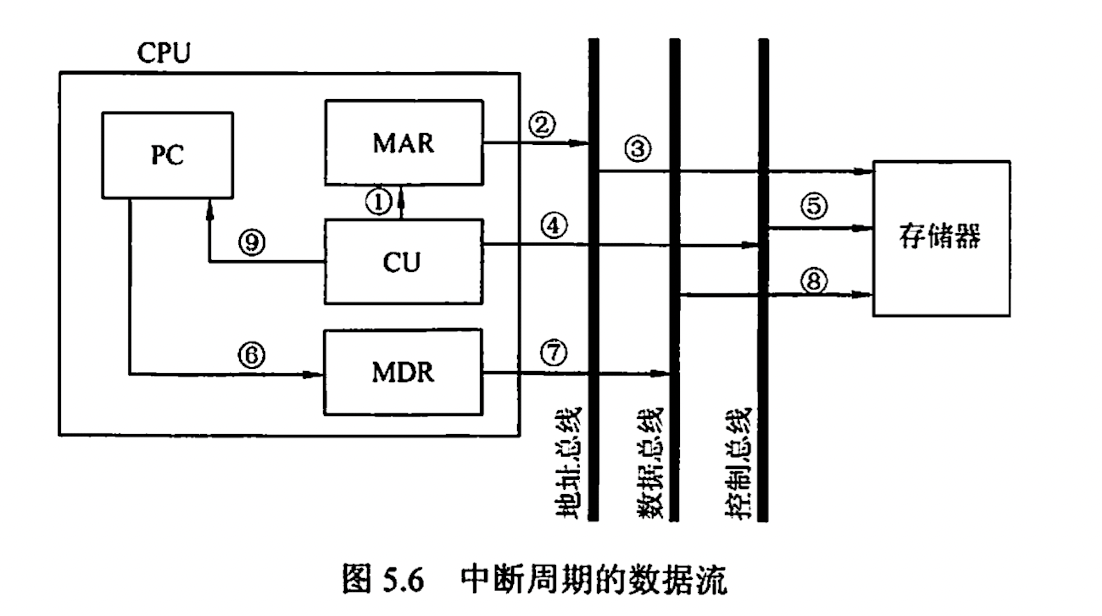 CPU
PC
MAR
②
③
①
⑨
CU
④
⑤
存储器
⑧
⑥
MDR
⑦
地址总线
数据总线
控制总线
图 5.6 中断周期的数据流